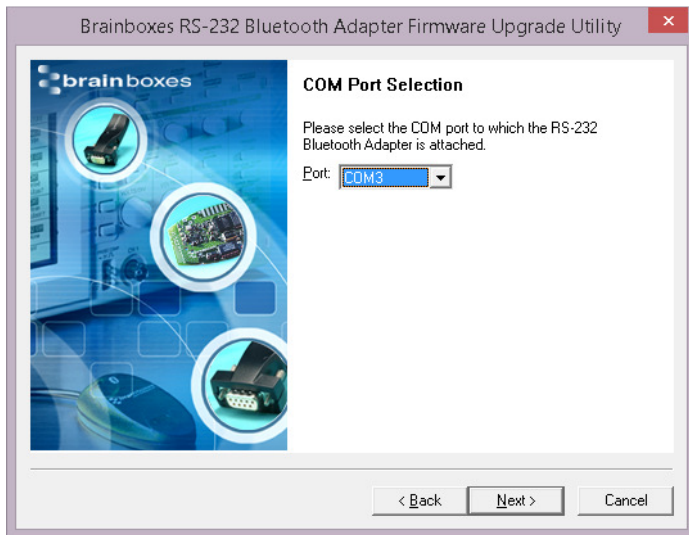 Brainboxes RS-232 Bluetooth Adapter Firmware Upgrade Utility
brainboxes
COM Port Selection
Please select the COM port to which the RS-232
Bluetooth Adapter is attached.
Port: COM3
< Back Next > Cancel